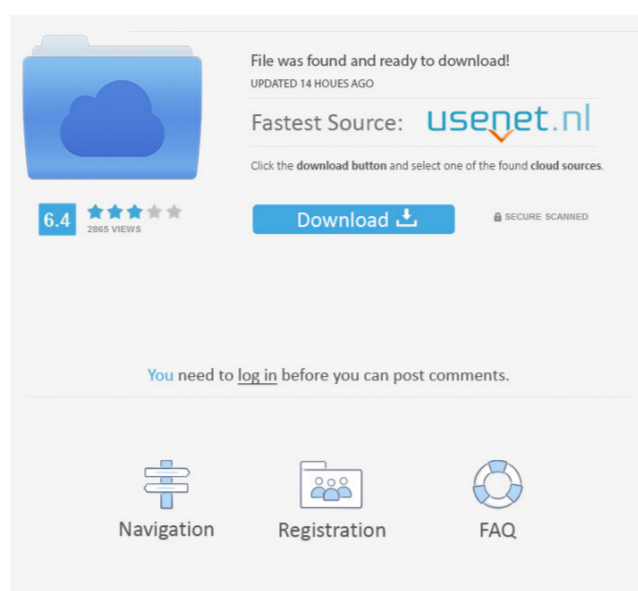 File was found and ready to download!
UPDATED 14 HOUES AGO
Fastest Source: usenet.nl
Click the download button and select one of the found cloud sources.
6.4
2865 VIEWS
Download
SECURE SCANNED
You need to log in before you can post comments.
Navigation
Registration
FAQ